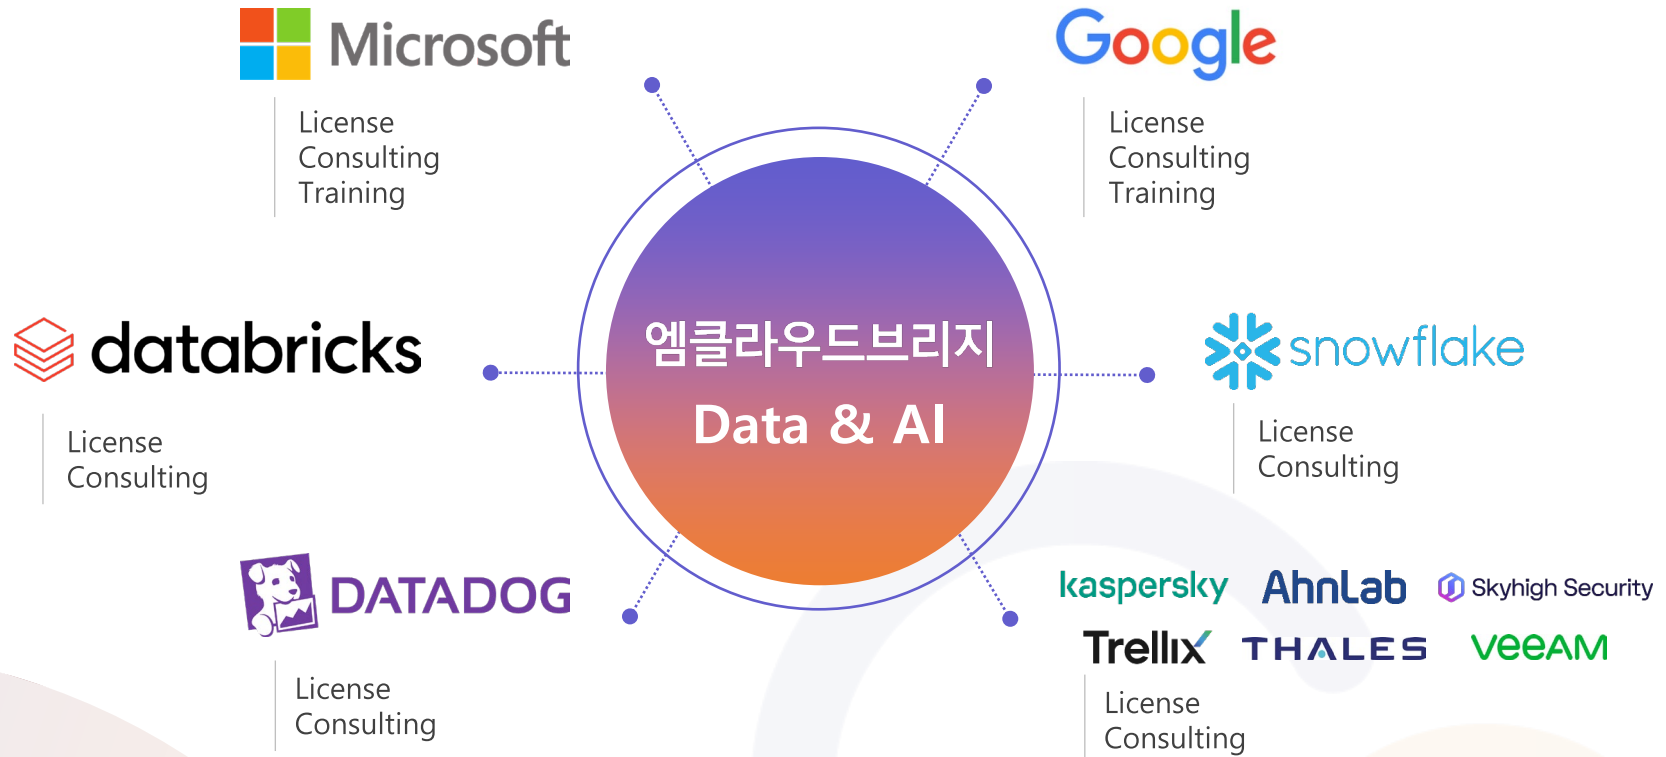 Microsoft
License
Consulting
Training
Google
License
Consulting
Training
databricks
License
Consulting
엠클라우드브리지
Data & AI
snowflake
License
Consulting
DATADOG
License
Consulting
kaspersky AhnLab Skyhigh Security
Trellix THALES veeAM
License
Consulting